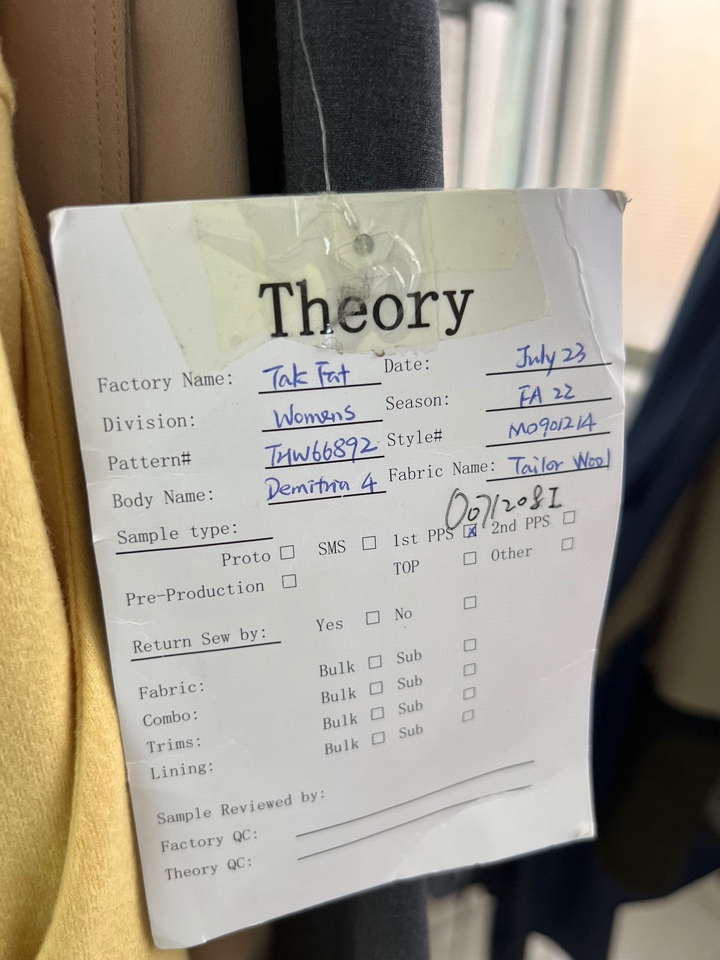 Theory
Factory Name: Tak Fat Date: July 23
Division: Womens Season: FA 22
Pattern# THW66892 Style# M0901214
Body Name: Demitria 4 Fabric Name: Tailor Wool
Sample type:
Proto □ SMS □ 1st PPS ☒ 2nd PPS □
Pre-Production □ TOP □ Other □
Return Sew by: Yes □ No □
Fabric: Bulk □ Sub □
Combo: Bulk □ Sub □
Trims: Bulk □ Sub □
Lining: Bulk □ Sub □
Sample Reviewed by:
Factory QC:
Theory QC: